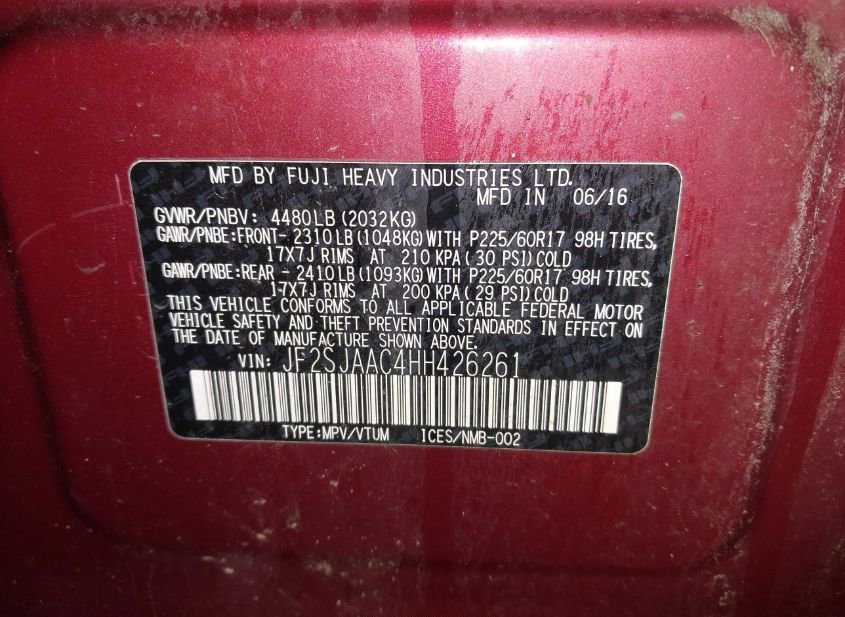 MFD BY FUJI HEAVY INDUSTRIES LTD.
MFD IN 06/16
GVWR/PNBV: 4480LB (2032KG)
GAWR/PNBE:FRONT- 2310LB (1048KG) WITH P225/60R17 98H TIRES,
17X7J RIMS AT 210 KPA ( 30 PSI) COLD
GAWR/PNBE:REAR - 2410LB (1093KG) WITH P225/60R17 98H TIRES,
17X7J RIMS AT 200 KPA ( 29 PSI) COLD
THIS VEHICLE CONFORMS TO ALL APPLICABLE FEDERAL MOTOR
VEHICLE SAFETY AND THEFT PREVENTION STANDARDS IN EFFECT ON
THE DATE OF MANUFACTURE SHOWN ABOVE.
VIN: JF2SJAAC4HH426261
TYPE:MPV/VTUM ICES/NMB-002